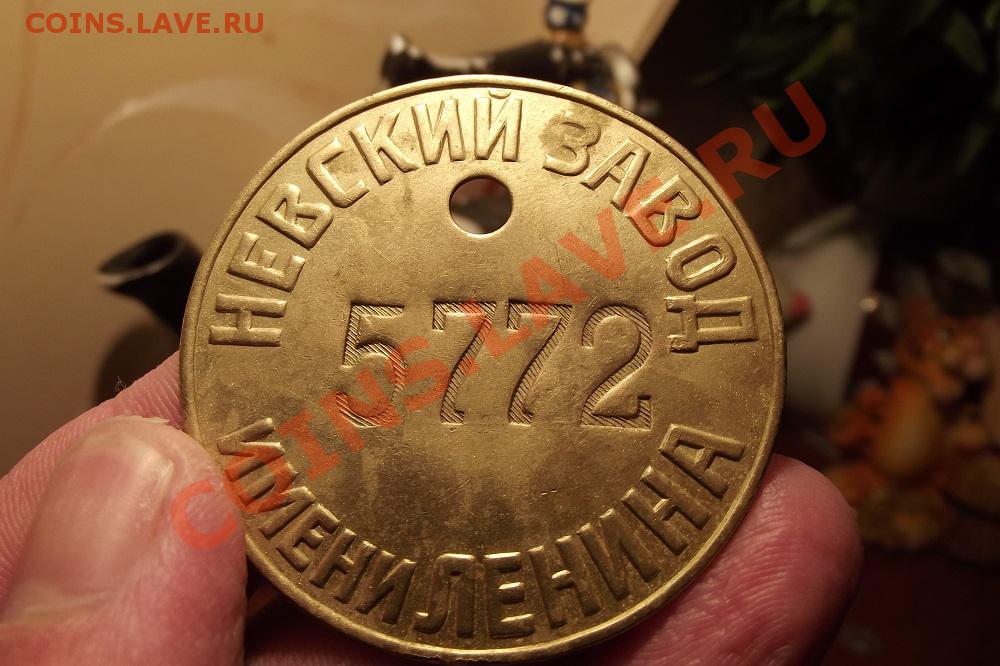 COINS.LAVE.RU
НЕВСКИЙ ЗАВОД
5772
ИМЕНИ ЛЕНИНА
COINS.LAVE.RU